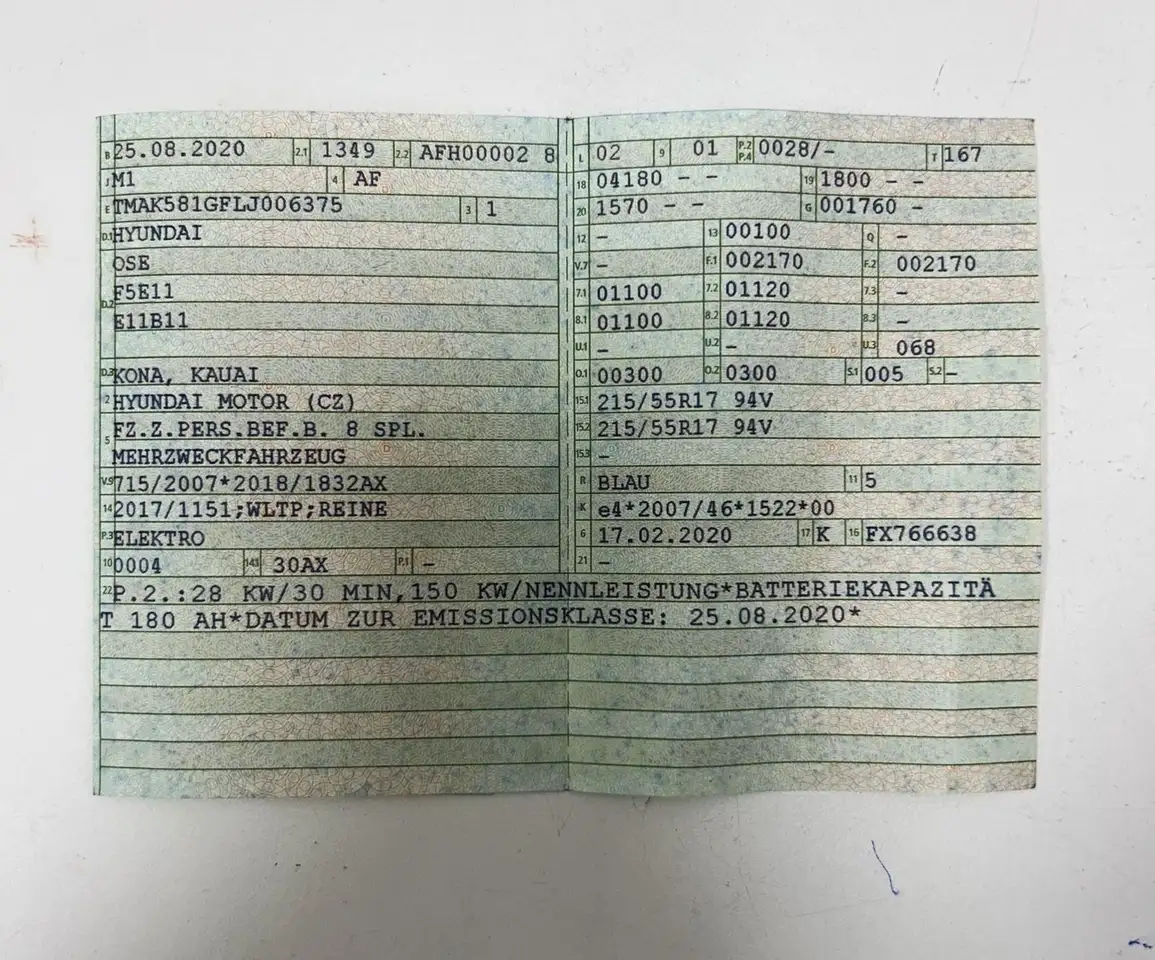 B 25.08.2020 2.1 1349 2.2 AFH00002 8
J M1 4 AF
E TMAK581GFLJ006375 3 1
D.1 HYUNDAI
OSE
D.2 F5E11
E11B11
D.3 KONA, KAUAI
2 HYUNDAI MOTOR (CZ)
5 FZ.Z.PERS.BEF.B. 8 SPL.
MEHRZWECKFAHRZEUG
V.9 715/2007*2018/1832AX
14 2017/1151;WLTP;REINE
P.3 ELEKTRO
10 0004 14.1 30AX P.1 –
L 02 9 01 P.2 P.4 0028/– T 167
18 04180 – – 19 1800 – –
20 1570 – – G 001760 –
12 – 13 00100 Q –
V.7 – F.1 002170 F.2 002170
7.1 01100 7.2 01120 7.3 –
8.1 01100 8.2 01120 8.3 –
U.1 – U.2 – U.3 068
O.1 00300 O.2 0300 S.1 005 S.2 –
15.1 215/55R17 94V
15.2 215/55R17 94V
15.3 –
R BLAU 11 5
K e4*2007/46*1522*00
6 17.02.2020 17 K 16 FX766638
21 –
22 P.2.:28 KW/30 MIN,150 KW/NENNLEISTUNG*BATTERIEKAPAZITÄ
T 180 AH*DATUM ZUR EMISSIONSKLASSE: 25.08.2020*